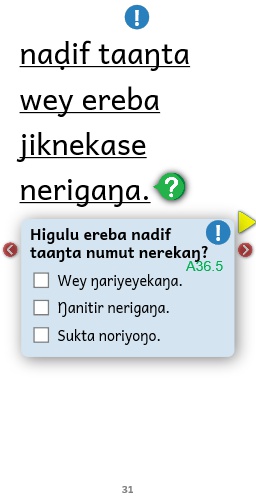 naḍif taaŋta
wey ereba
jiknekase
nerigaŋa.
Higulu ereba nadif
taaŋta numut nerekaŋ?
A36.5
Wey ŋariyeyekaŋa.
Ŋanitir nerigaŋa.
Sukta noriyoŋo.
31